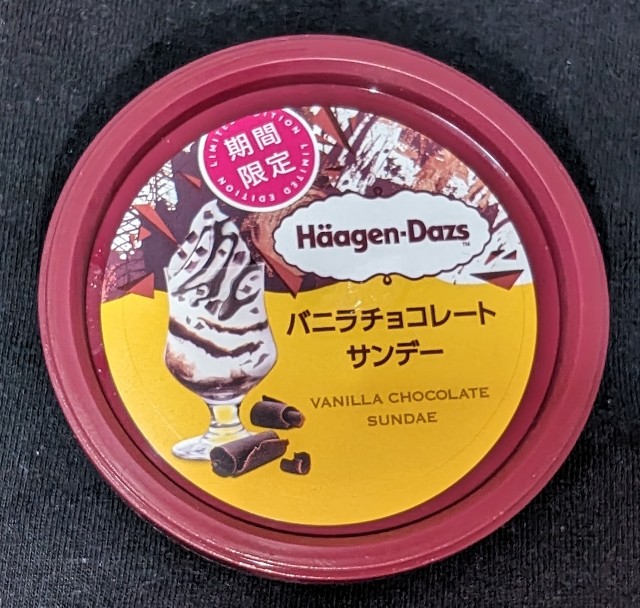 LIMITED EDITION LIMITED EDITION
期間
限定
Häagen-Dazs
TM
バニラチョコレート
サンデー
VANILLA CHOCOLATE
SUNDAE